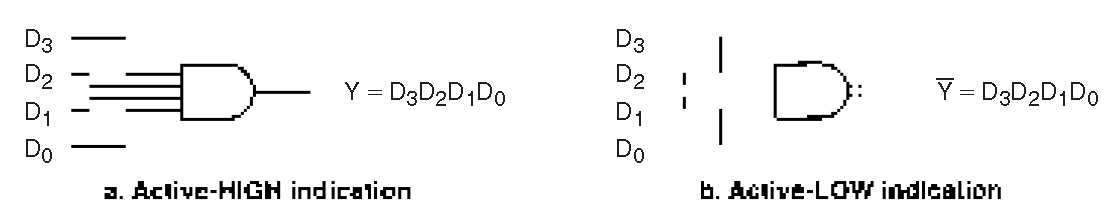 D₃
D₂
D₁
D₀
Y = D₃D₂D₁D₀
a. Active-HIGH indication
D₃
D₂
D₁
D₀
Y̅ = D₃D₂D₁D₀
b. Active-LOW indication